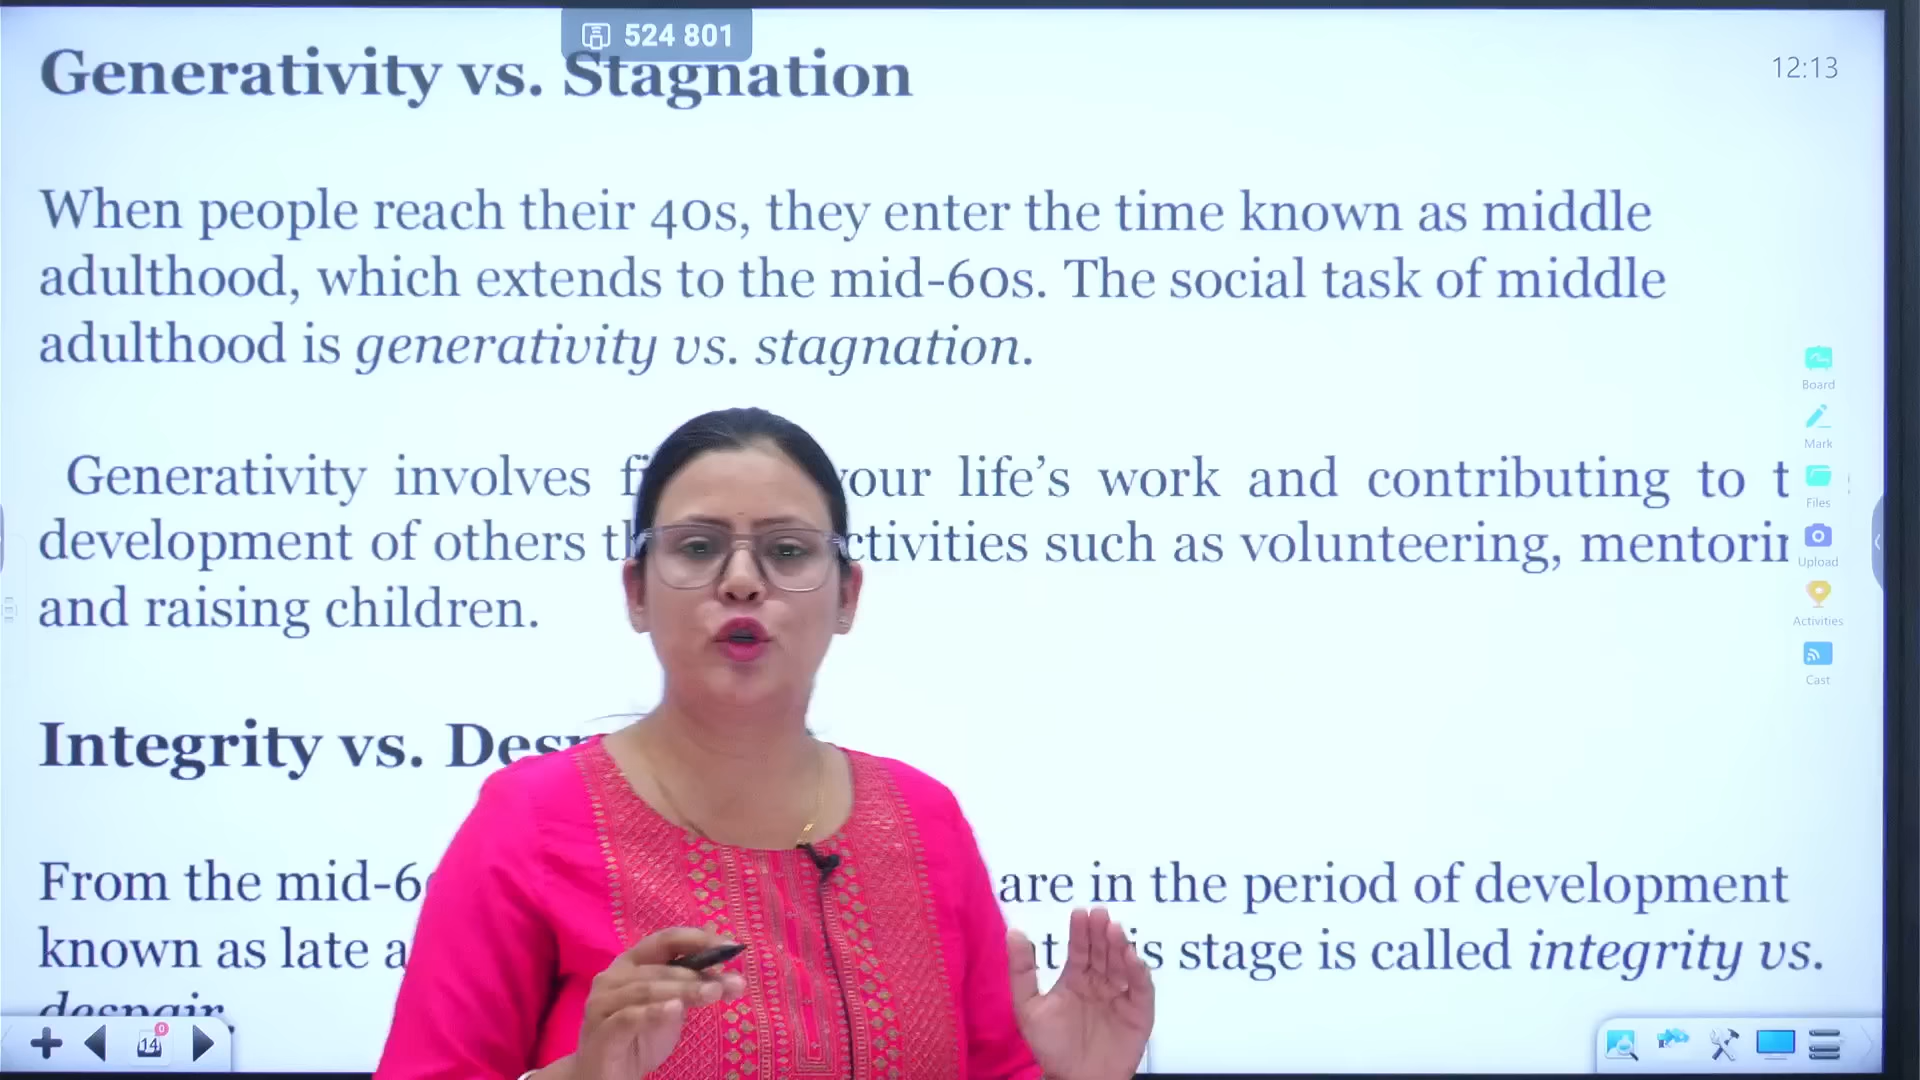 524 801
12:13
Generativity vs. Stagnation
When people reach their 40s, they enter the time known as middle
adulthood, which extends to the mid-60s. The social task of middle
adulthood is generativity vs. stagnation.
Generativity involves your life's work and contributing to
development of others such as volunteering,
and raising children.
Integrity vs.
From the are in the period of development
known as late stage is called integrity vs.
despair.
Board
Mark
Files
Upload
Activities
Cast
0
14